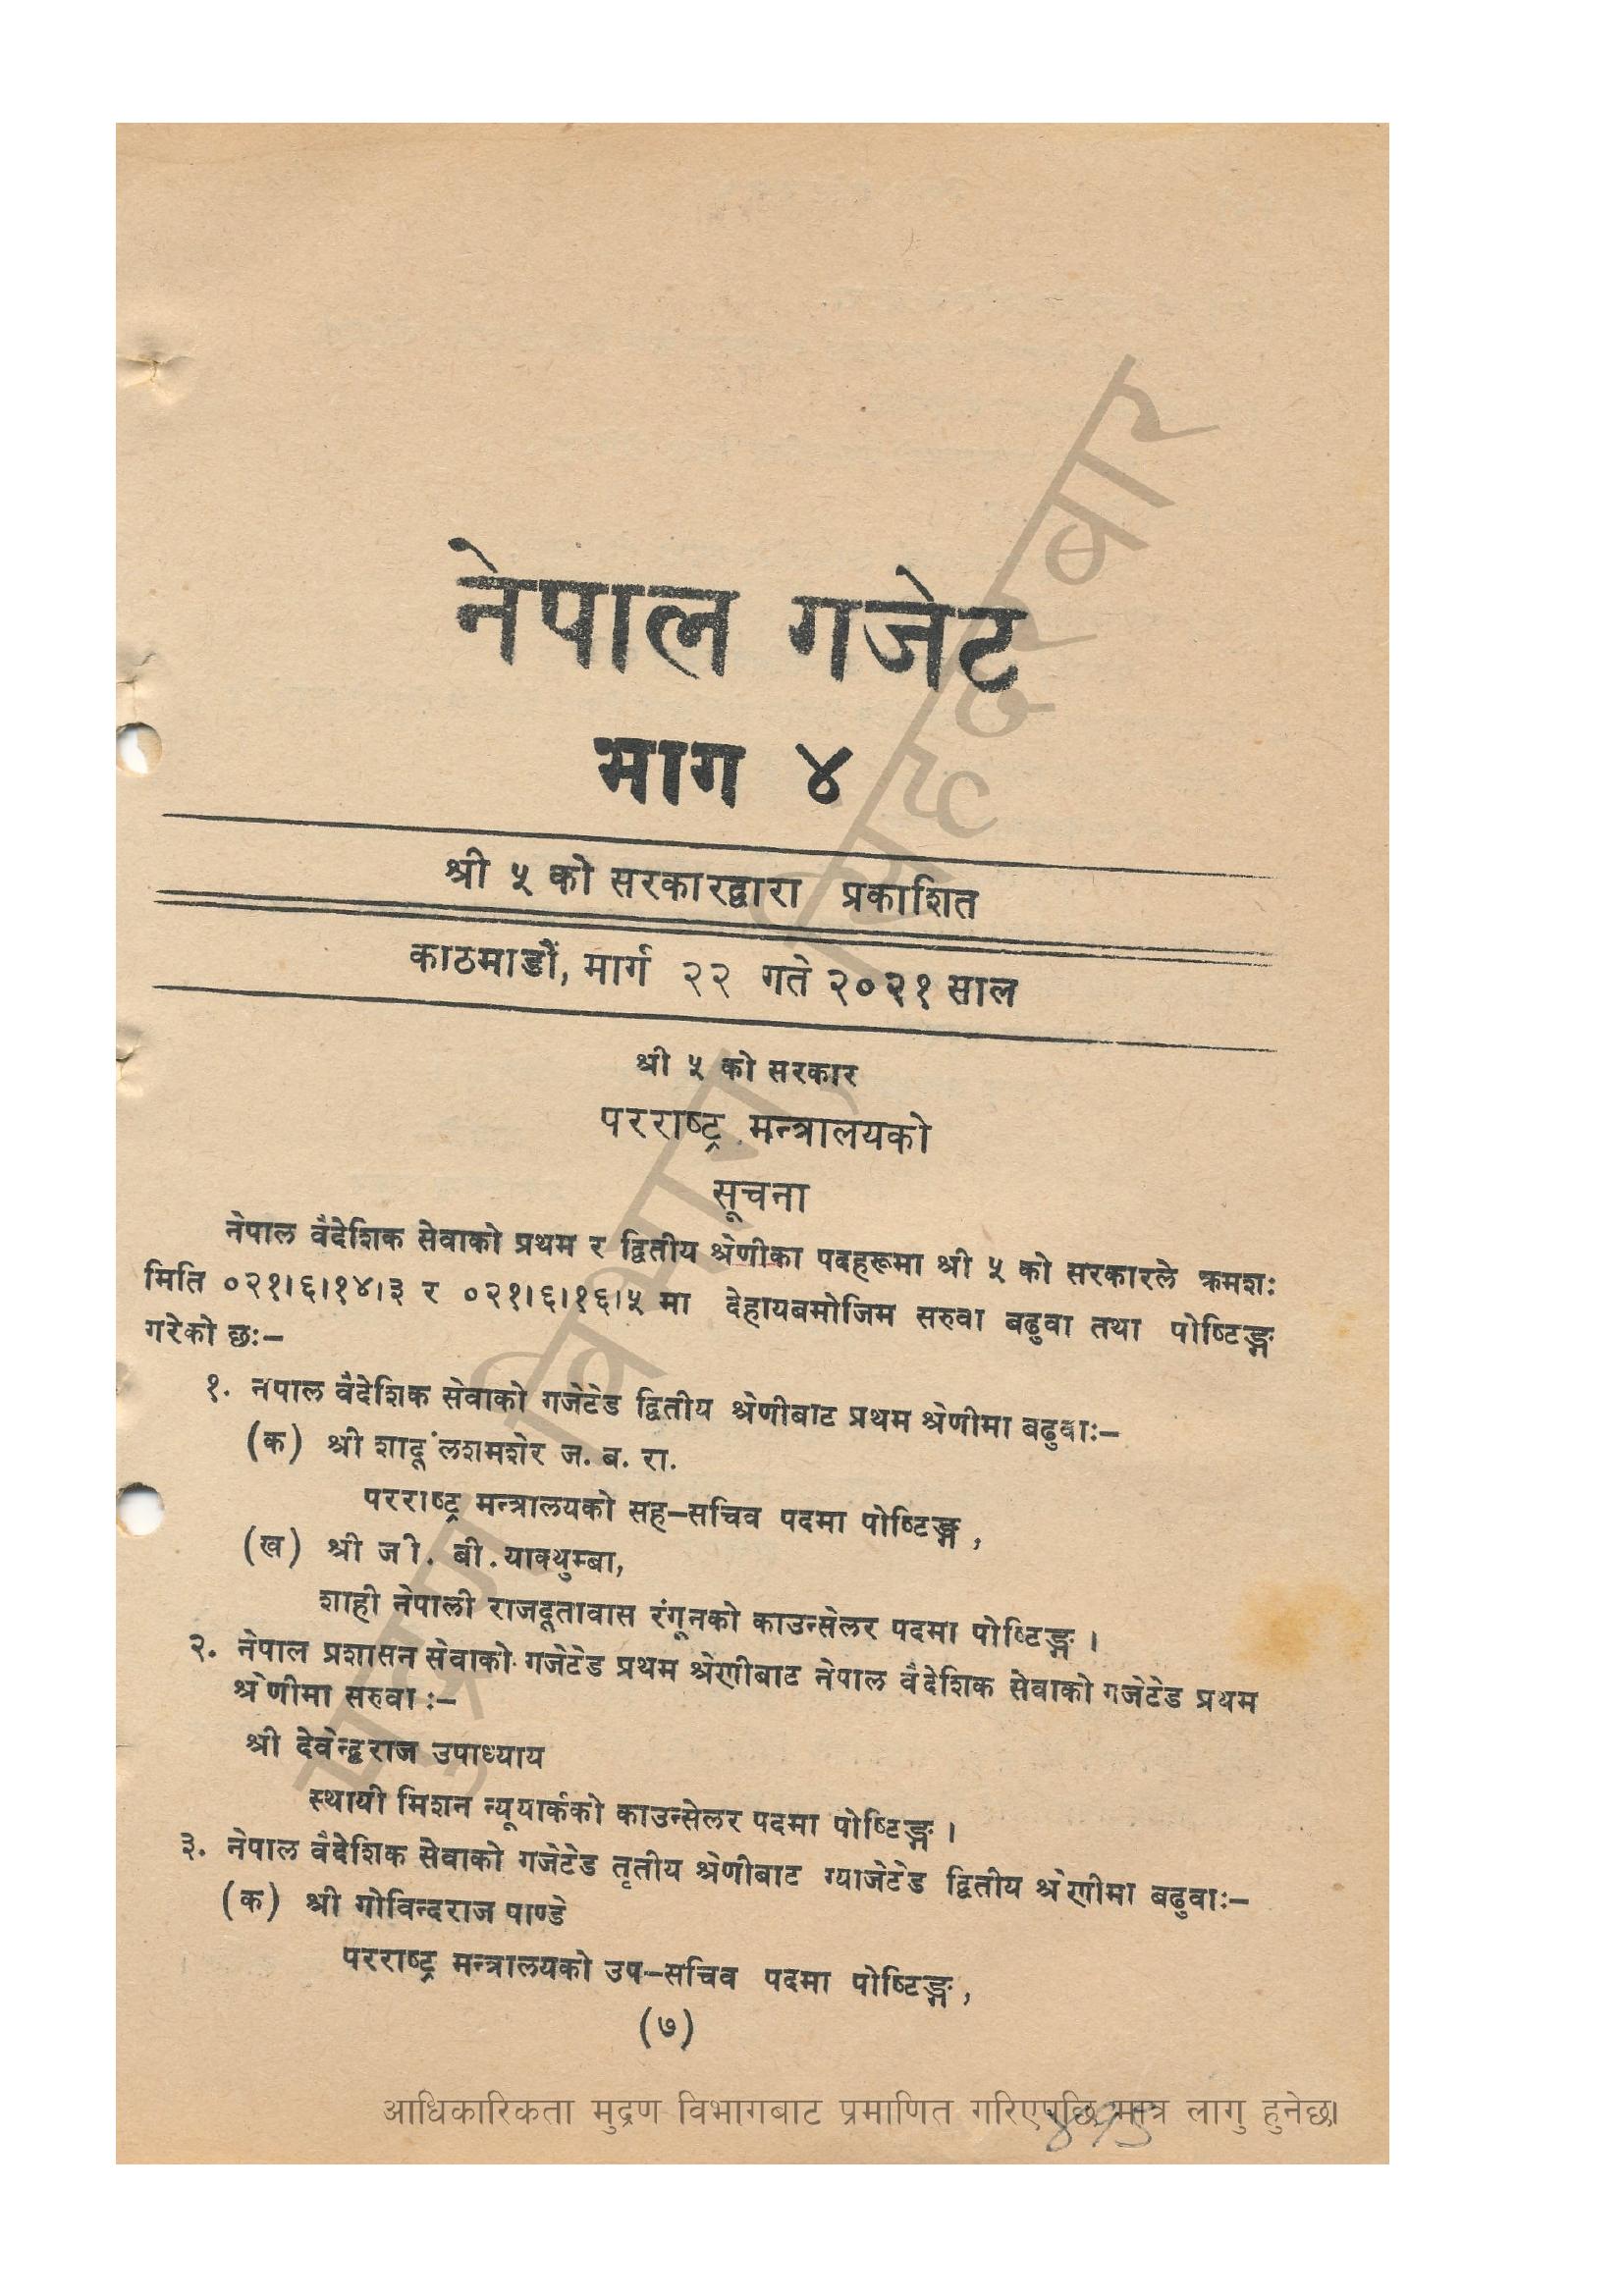 नेपाल गजेट
भाग ४
श्री ५ को सरकारद्वारा प्रकाशित
काठमाडौं, मार्ग २२ गते २०२१ साल
श्री ५ को सरकार
परराष्ट्र मन्त्रालयको
सूचना
नेपाल वैदेशिक सेवाको प्रथम र द्वितीय श्रेणीका पदहरूमा श्री ५ को सरकारले क्रमशः
मिति ०२१।६।१४।३ र ०२१।६।१६।५ मा देहायबमोजिम सरुवा बढुवा तथा पोष्टिङ्ग
गरेको छः–
१. नपाल वैदेशिक सेवाको गजेटेड द्वितीय श्रेणीबाट प्रथम श्रेणीमा बढुवाः–
(क) श्री शार्दूलशमशेर ज. ब. रा.
परराष्ट्र मन्त्रालयको सह–सचिव पदमा पोष्टिङ्ग,
(ख) श्री जी. बी. याक्थुम्बा,
शाही नेपाली राजदूतावास रंगूनको काउन्सेलर पदमा पोष्टिङ्ग।
२. नेपाल प्रशासन सेवाको गजेटेड प्रथम श्रेणीबाट नेपाल वैदेशिक सेवाको गजेटेड प्रथम
श्रेणीमा सरुवा :–
श्री देवेन्द्रराज उपाध्याय
स्थायी मिशन न्यूयार्कको काउन्सेलर पदमा पोष्टिङ्ग।
३. नेपाल वैदेशिक सेवाको गजेटेड तृतीय श्रेणीबाट ग्याजेटेड द्वितीय श्रेणीमा बढुवाः–
(क) श्री गोविन्दराज पाण्डे
परराष्ट्र मन्त्रालयको उप–सचिव पदमा पोष्टिङ्ग,
(७)
आधिकारिकता मुद्रण विभागबाट प्रमाणित गरिएपछि मात्र लागु हुनेछ।
मुद्रण विभाग, सिंहदरवार